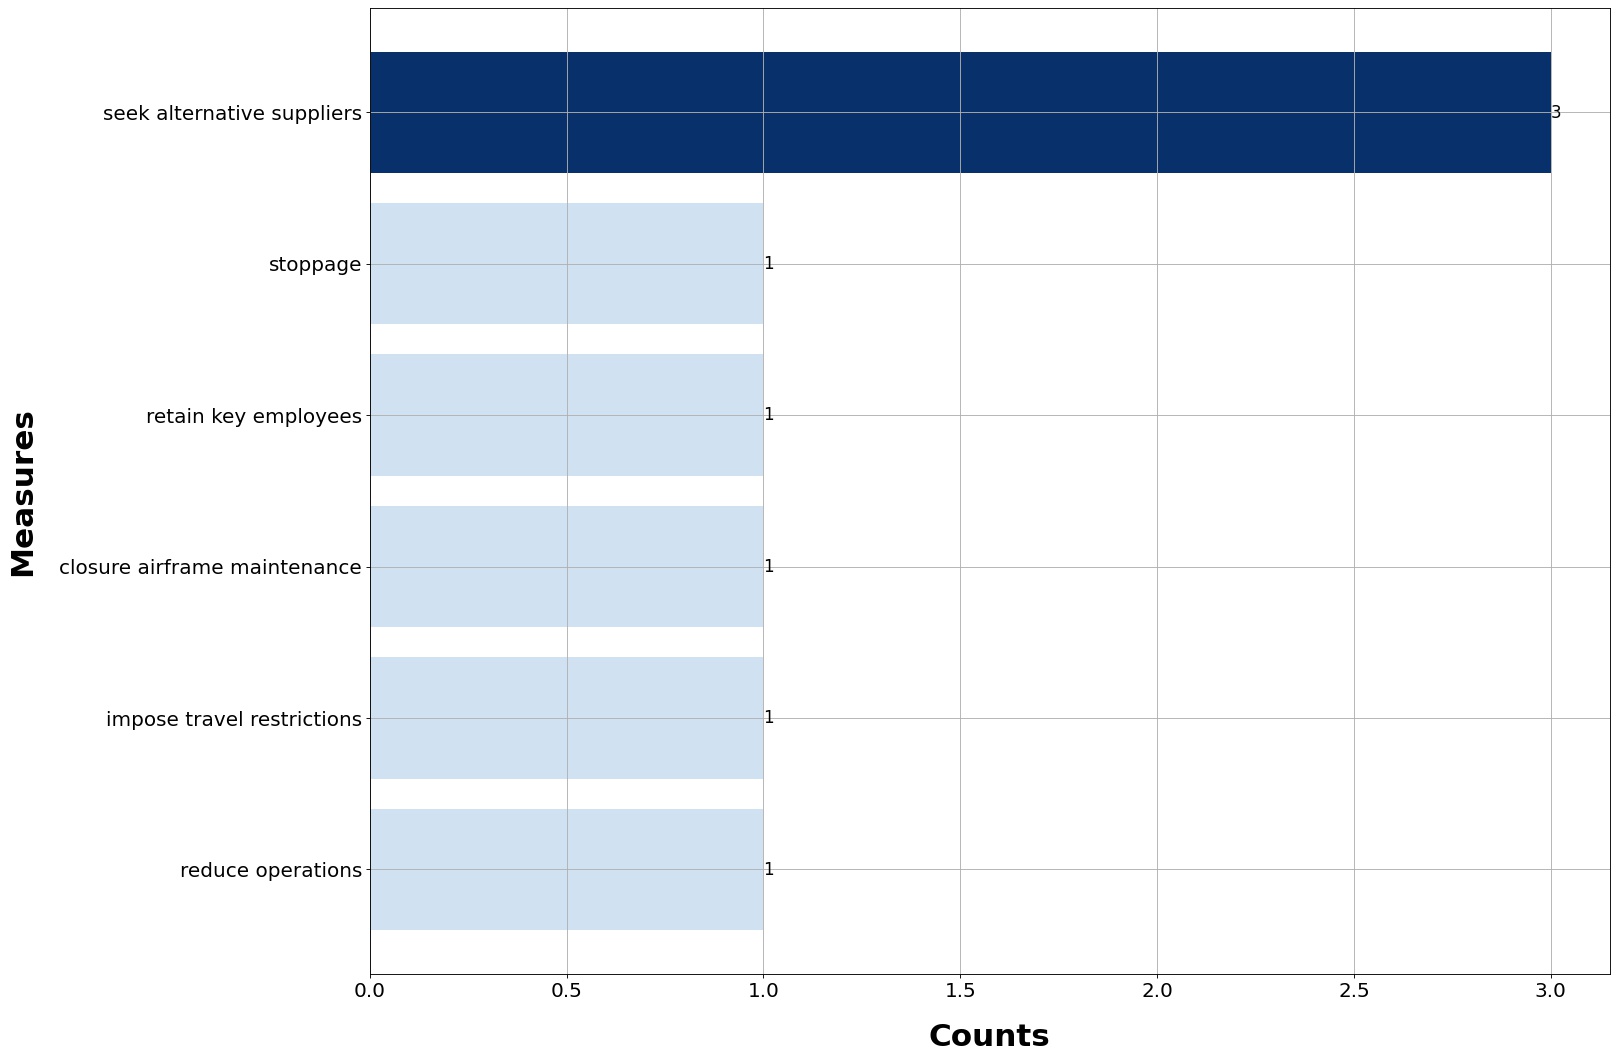 seek alternative suppliers
3
stoppage
1
retain key employees
1
closure airframe maintenance
1
impose travel restrictions
1
reduce operations
1
Measures
0.0 0.5 1.0 1.5 2.0 2.5 3.0
Counts